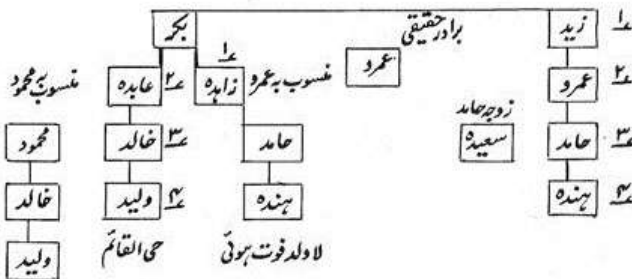 زید ۱؎
برادر حقیقی
بکر
عمرو ۲؎
عمرو
منسوب بہ عمرو زاہدہ ۱؎
عابدہ ۲؎ منسوب بہ محمود
زوجہ حامد
حامد ۳؎
سعیدہ
حامد
خالد ۳؎
محمود
ہندہ ۴؎
ہندہ
ولید ۴؎
خالد
لاولد فوت ہوئی
حی القائم
ولید